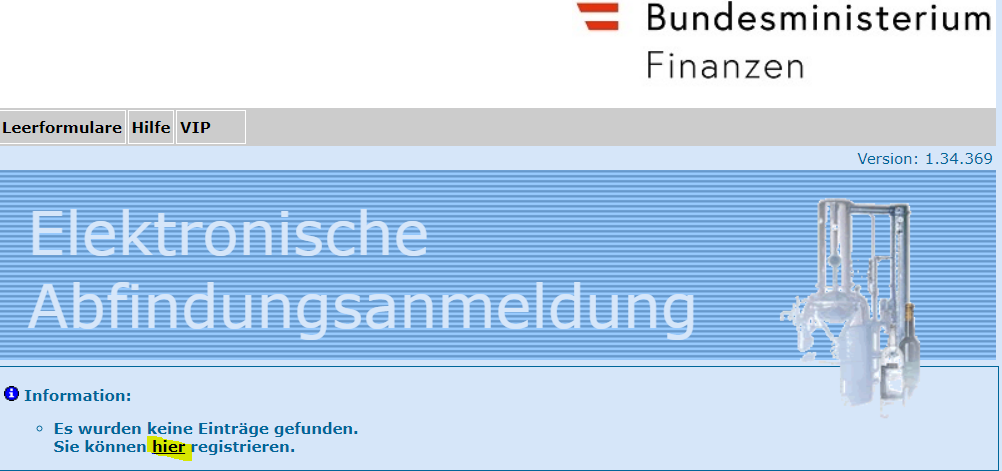 Bundesministerium
Finanzen
Leerformulare Hilfe VIP
Version: 1.34.369
Elektronische
Abfindungsanmeldung
Information:
Es wurden keine Einträge gefunden.
Sie können hier registrieren.